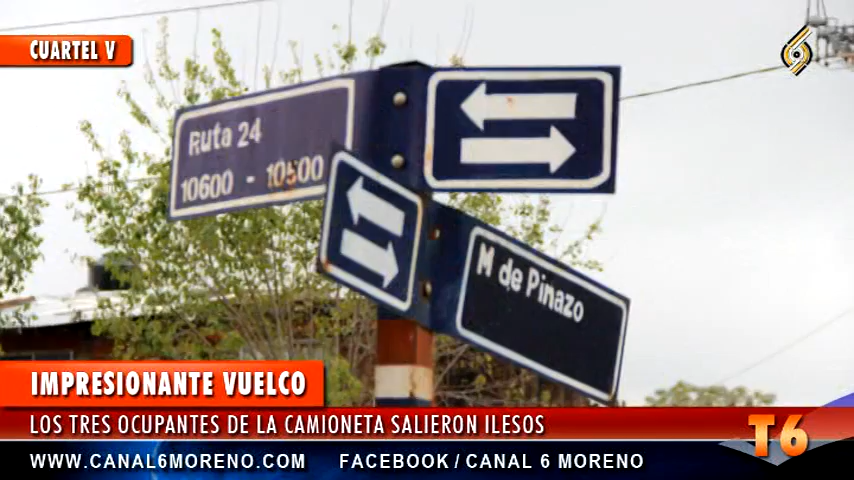 CUARTEL V
6
Ruta 24
10600 - 10500
M de Pinazo
IMPRESIONANTE VUELCO
LOS TRES OCUPANTES DE LA CAMIONETA SALIERON ILESOS
T6
WWW.CANAL6MORENO.COM FACEBOOK / CANAL 6 MORENO